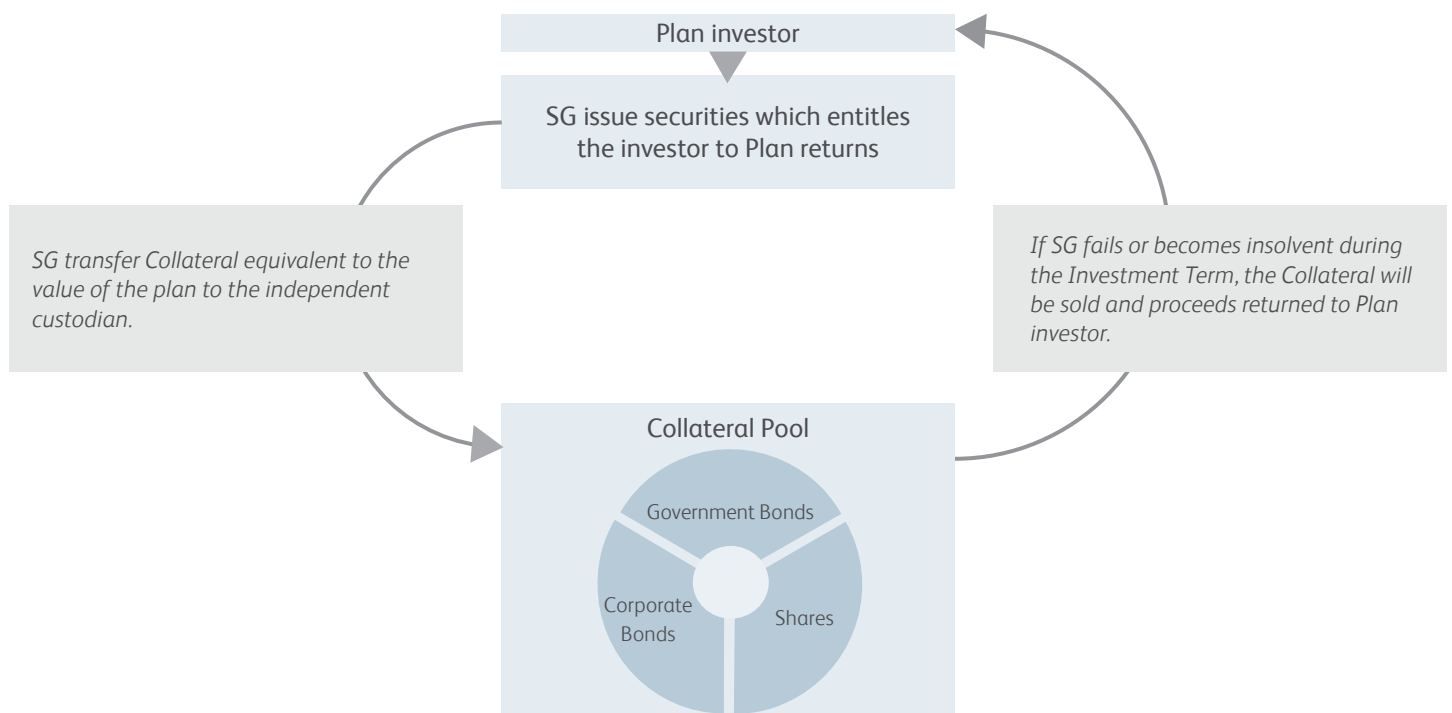 Plan investor
SG issue securities which entitles
the investor to Plan returns
SG transfer Collateral equivalent to the
value of the plan to the independent
custodian.
If SG fails or becomes insolvent during
the Investment Term, the Collateral will
be sold and proceeds returned to Plan
investor.
Collateral Pool
Government Bonds
Corporate
Bonds
Shares